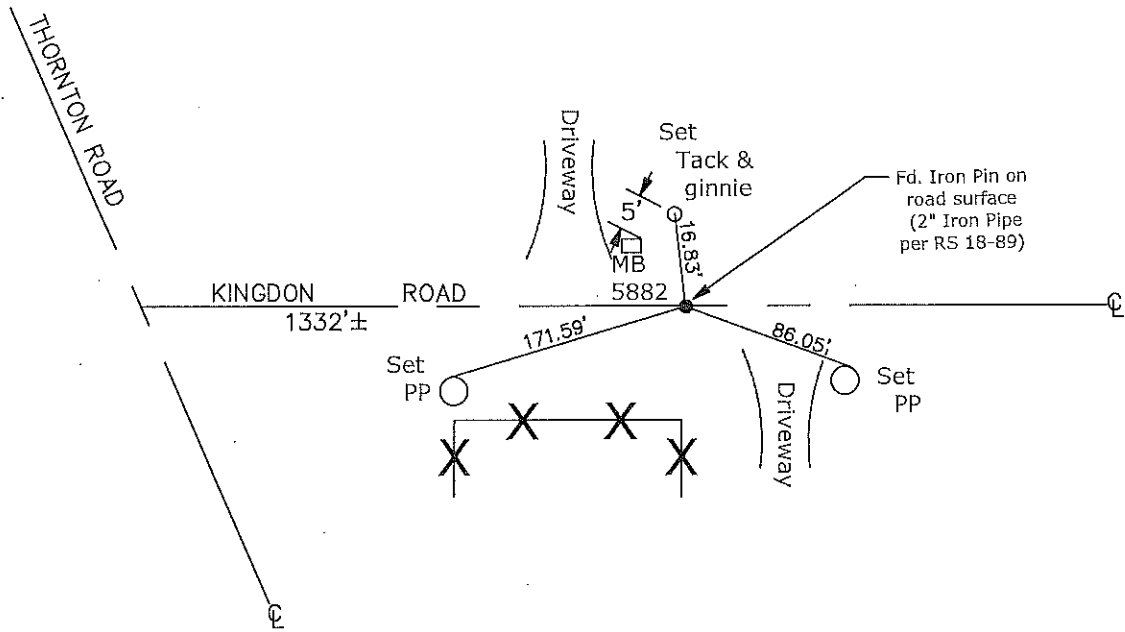 THORNTON ROAD
Driveway
Set
Tack &
ginnie
5'
16.83'
MB
Fd. Iron Pin on
road surface
(2" Iron Pipe
per RS 18-89)
KINGDON ROAD
5882
1332'±
℄
171.59'
86.05'
Set
PP
Set
PP
X X X X
Driveway
℄